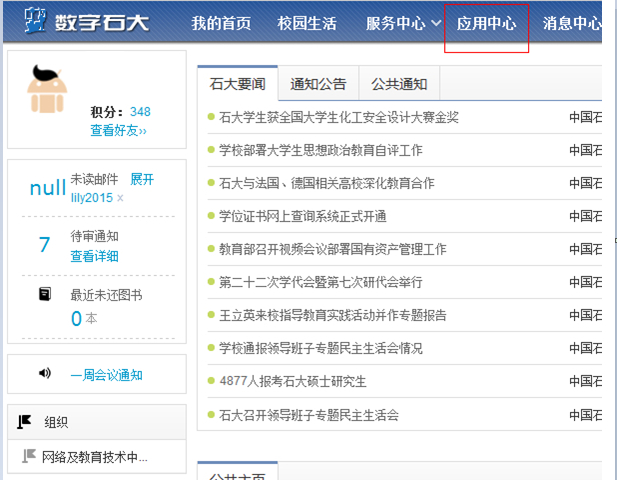 数字石大 我的首页 校园生活 服务中心 应用中心 消息中心
积分: 348
查看好友››
null 未读邮件 展开
lily2015 x
7 待审通知
查看详细
最近未还图书
0 本
一周会议通知
组织
网络及教育技术中...
石大要闻 通知公告 公共通知
石大学生获全国大学生化工安全设计大赛金奖 中国石
学校部署大学生思想政治教育自评工作 中国石
石大与法国、德国相关高校深化教育合作 中国石
学位证书网上查询系统正式开通 中国石
教育部召开视频会议部署国有资产管理工作 中国石
第二十二次学代会暨第七次研代会举行 中国石
王立英来校指导教育实践活动并作专题报告 中国石
学校通报领导班子专题民主生活会情况 中国石
4877人报考石大硕士研究生 中国石
石大召开领导班子专题民主生活会 中国石
公共主页